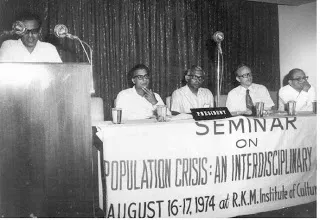 PRESIDENT
SEMINAR
ON
POPULATION CRISIS: AN INTERDISCIPLINARY
AUGUST 16-17, 1974 at R.K.M. Institute of Cultu